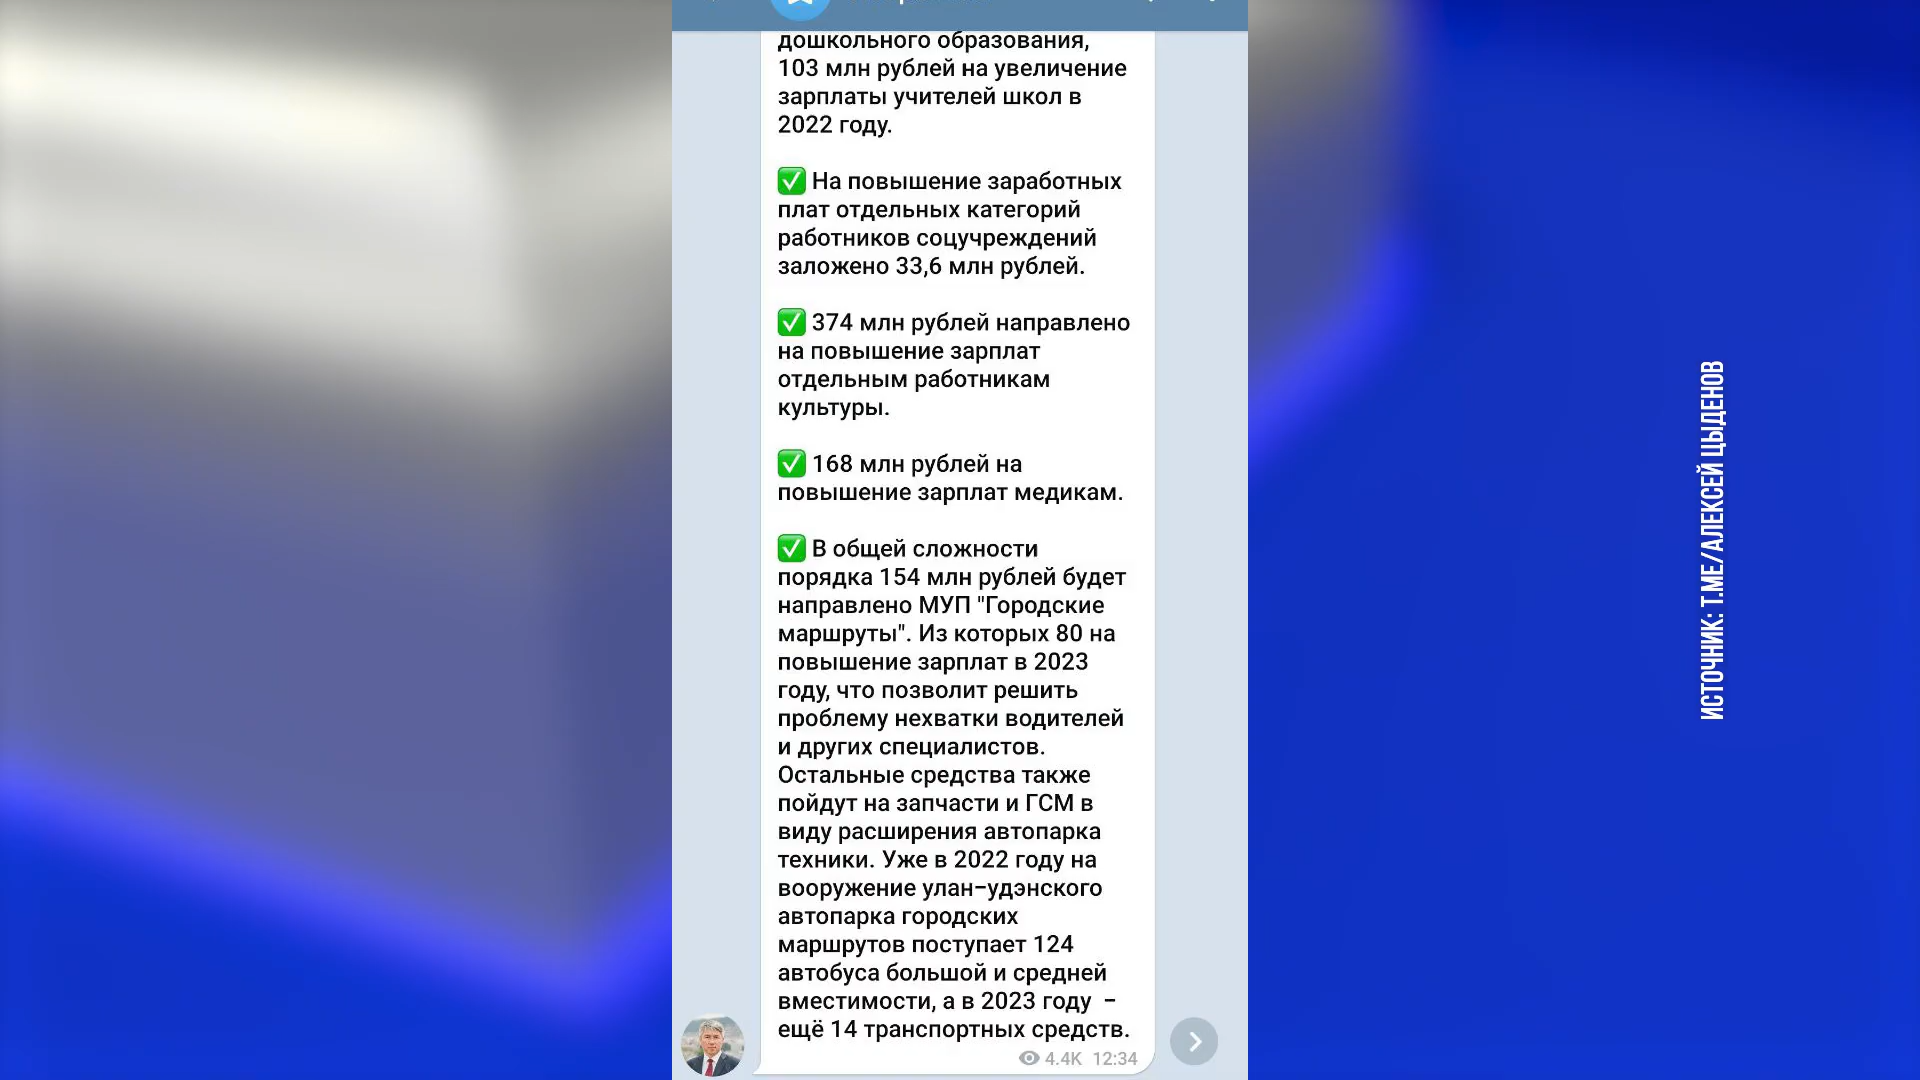 дошкольного образования,
103 млн рублей на увеличение
зарплаты учителей школ в
2022 году.
✅ На повышение заработных
плат отдельных категорий
работников соцучреждений
заложено 33,6 млн рублей.
✅ 374 млн рублей направлено
на повышение зарплат
отдельным работникам
культуры.
✅ 168 млн рублей на
повышение зарплат медикам.
✅ В общей сложности
порядка 154 млн рублей будет
направлено МУП "Городские
маршруты". Из которых 80 на
повышение зарплат в 2023
году, что позволит решить
проблему нехватки водителей
и других специалистов.
Остальные средства также
пойдут на запчасти и ГСМ в
виду расширения автопарка
техники. Уже в 2022 году на
вооружение улан-удэнского
автопарка городских
маршрутов поступает 124
автобуса большой и средней
вместимости, а в 2023 году -
ещё 14 транспортных средств.
4.4K 12:34
ИСТОЧНИК: T.ME/АЛЕКСЕЙ ЦЫДЕНОВ